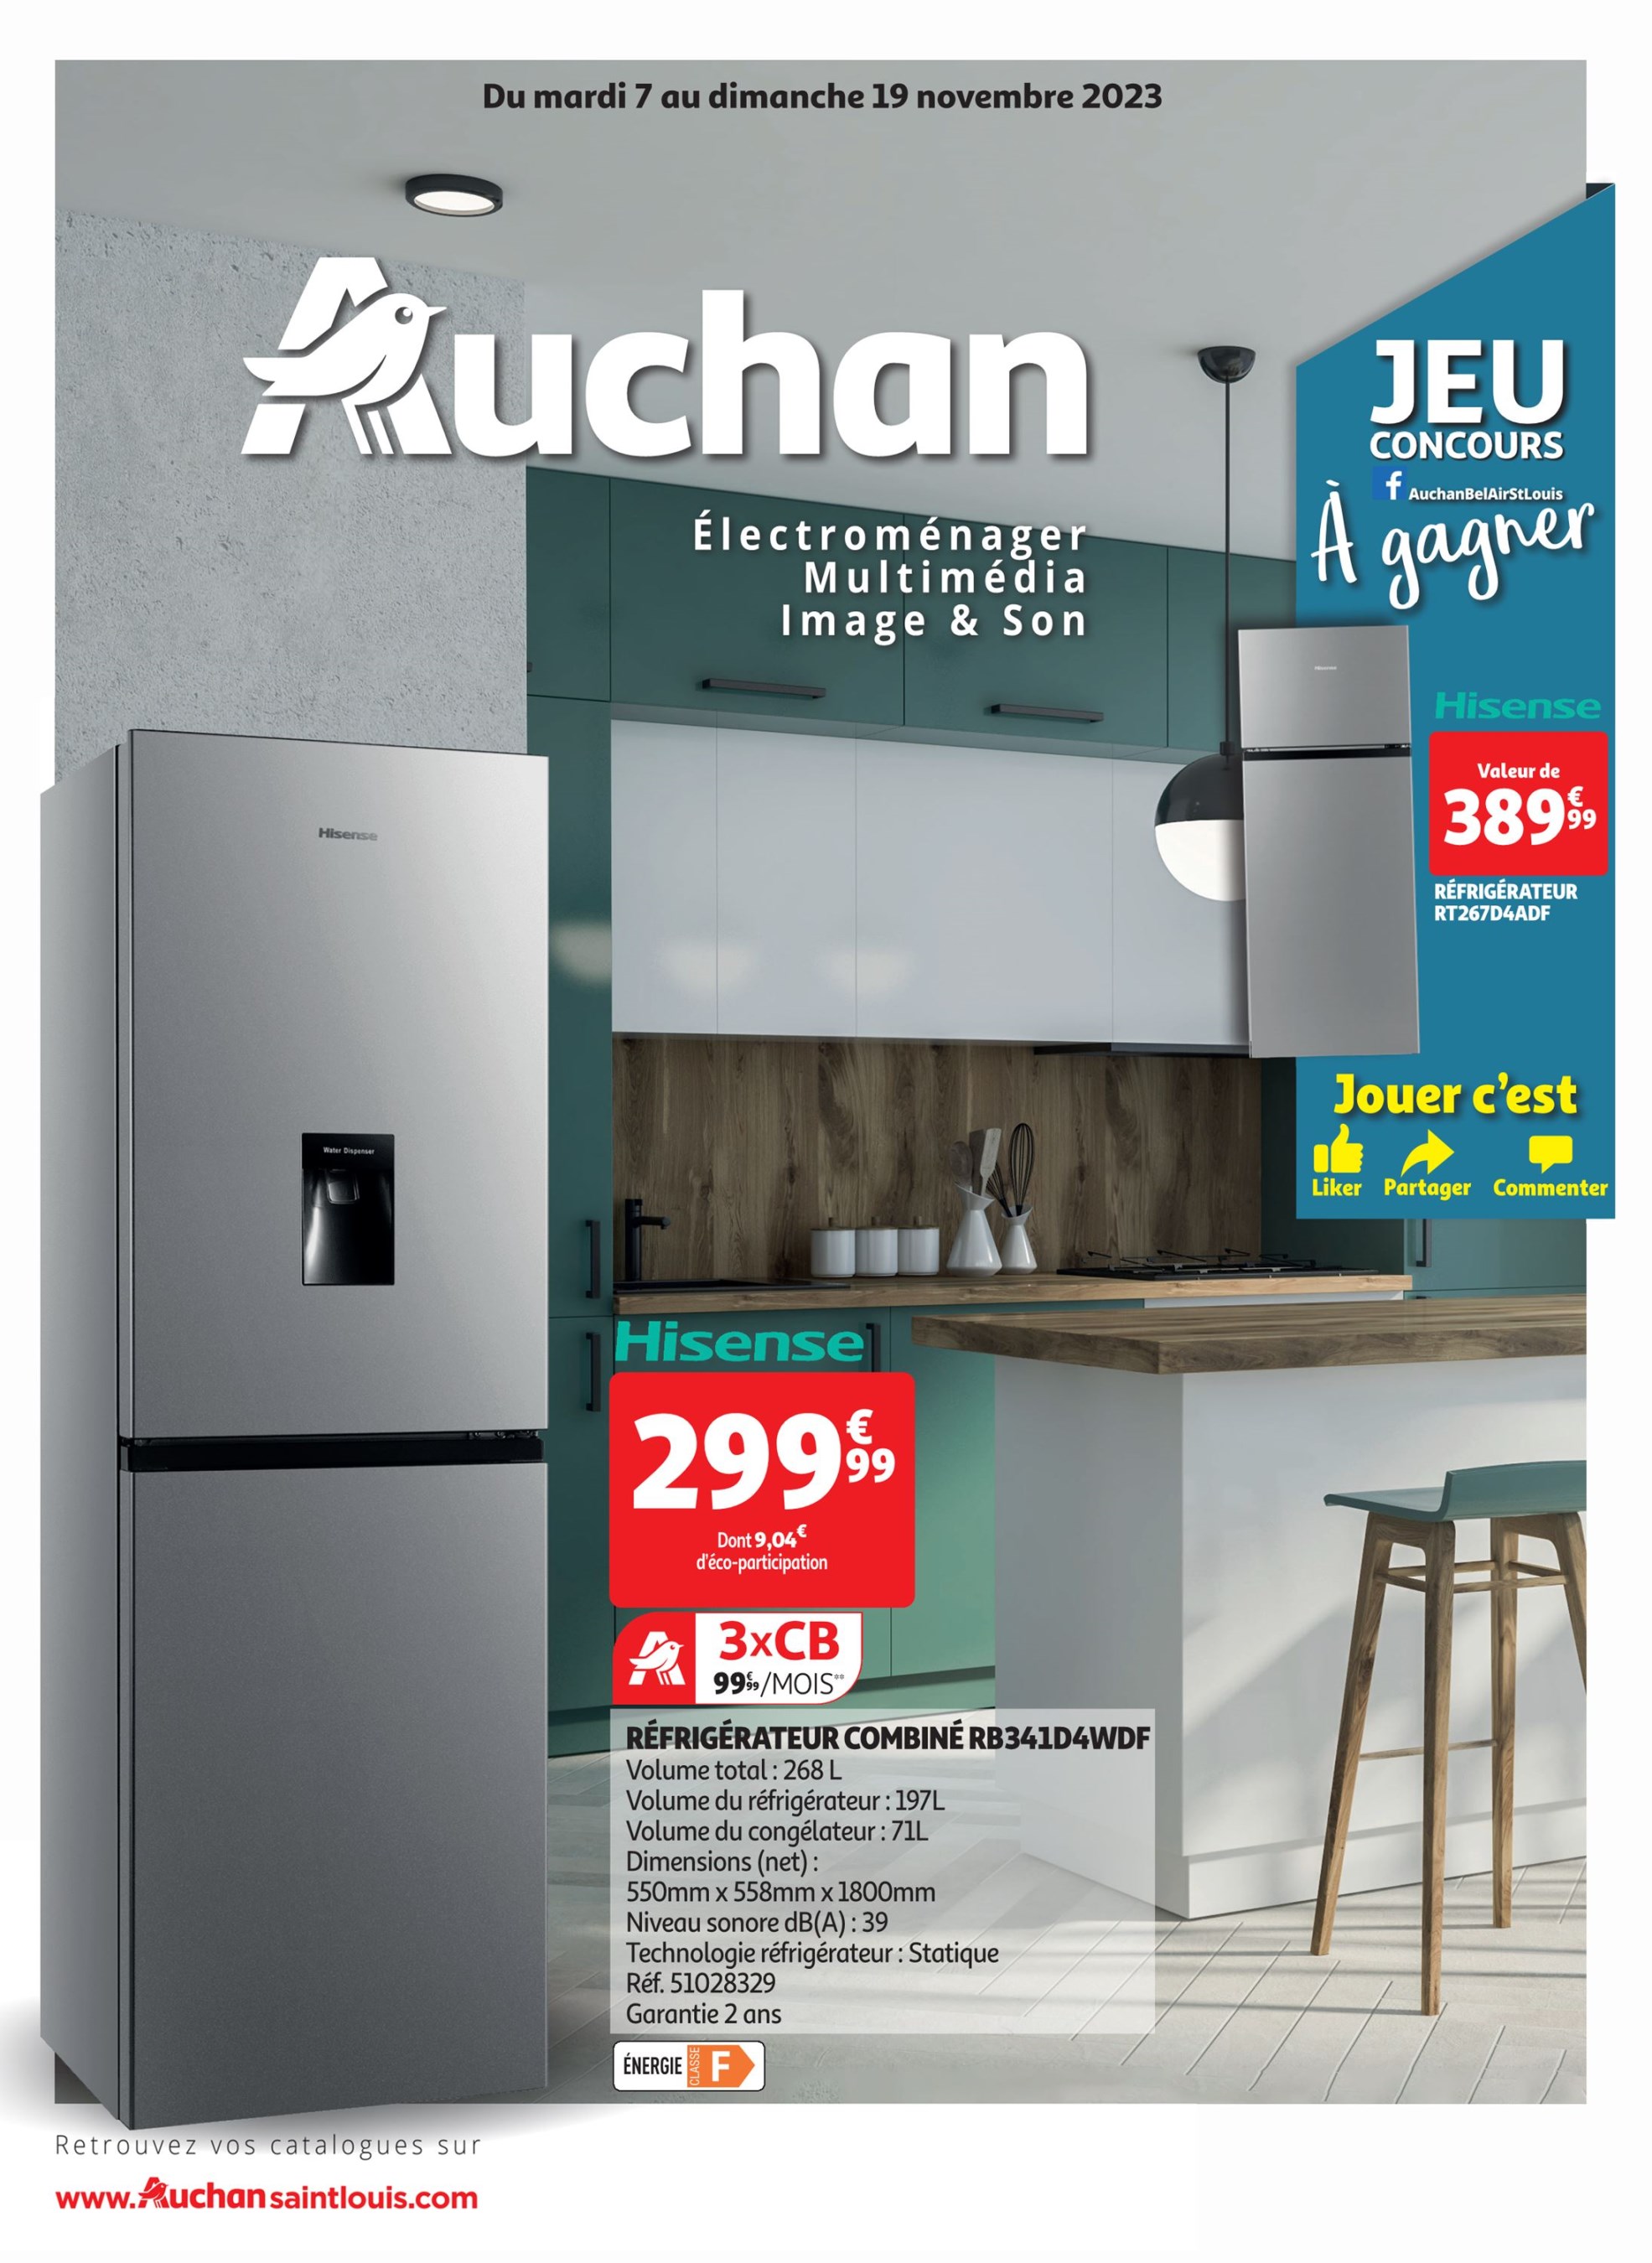 Du mardi 7 au dimanche 19 novembre 2023
Auchan
Électroménager
Multimédia
Image & Son
JEU
CONCOURS
f AuchanBelAirStLouis
À gagner
Hisense
Hisense
Valeur de
389€99
RÉFRIGÉRATEUR
RT267D4ADF
Jouer c'est
Liker Partager Commenter
Hisense
Water Dispenser
Hisense
299€99
Dont 9,04€
d'éco-participation
3xCB
99€99/MOIS**
RÉFRIGÉRATEUR COMBINÉ RB341D4WDF
Volume total : 268 L
Volume du réfrigérateur : 197L
Volume du congélateur : 71L
Dimensions (net) :
550mm x 558mm x 1800mm
Niveau sonore dB(A) : 39
Technologie réfrigérateur : Statique
Réf. 51028329
Garantie 2 ans
ÉNERGIE CLASSE F
Retrouvez vos catalogues sur
www.Auchansaintlouis.com